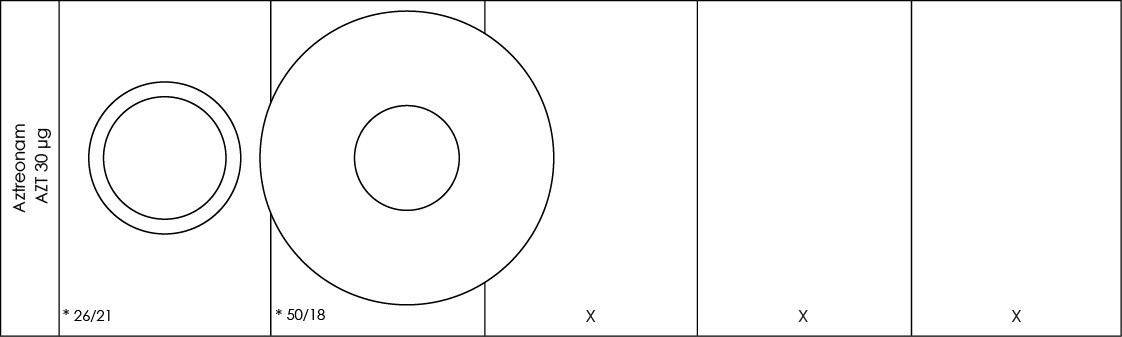 Aztreonam
AZT 30 µg
* 26/21
* 50/18
X
X
X